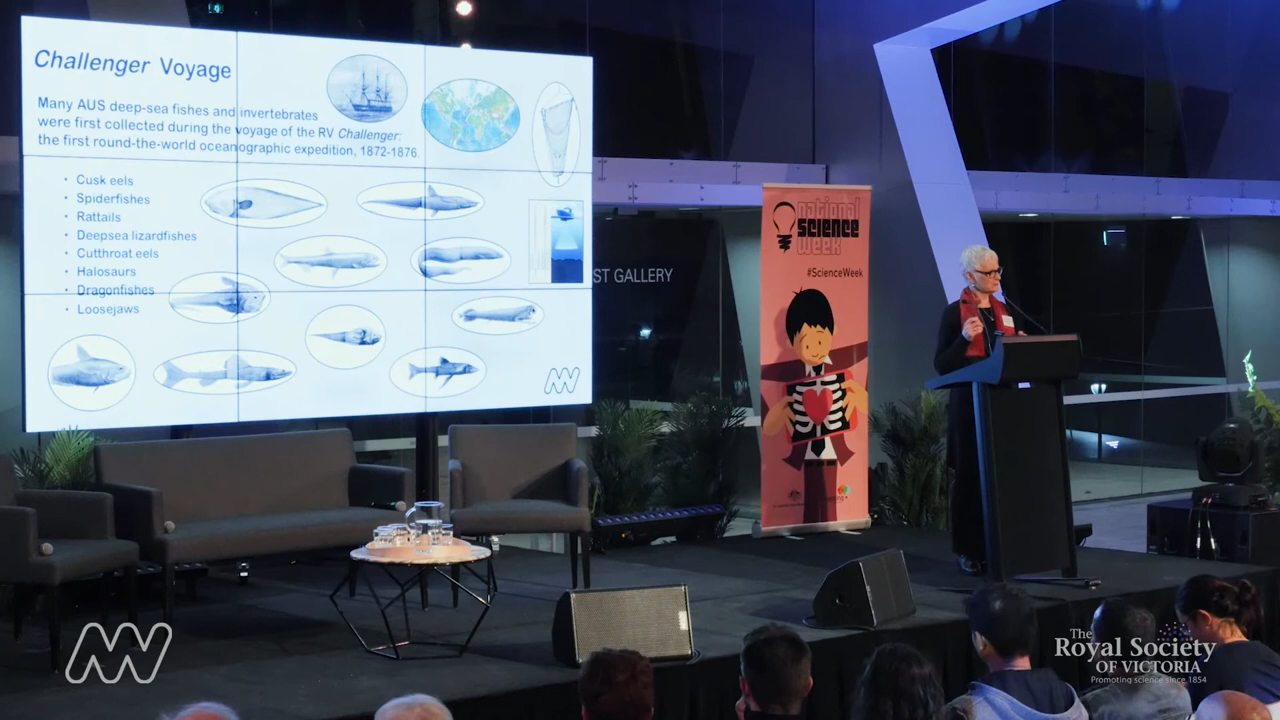 Challenger Voyage
Many AUS deep-sea fishes and invertebrates
were first collected during the voyage of the RV Challenger:
the first round-the-world oceanographic expedition, 1872-1876.
• Cusk eels
• Spiderfishes
• Rattails
• Deepsea lizardfishes
• Cutthroat eels
• Halosaurs
• Dragonfishes
• Loosejaws
national
science
week
#ScienceWeek
ST GALLERY
The
Royal Society
OF VICTORIA
Promoting science since 1854